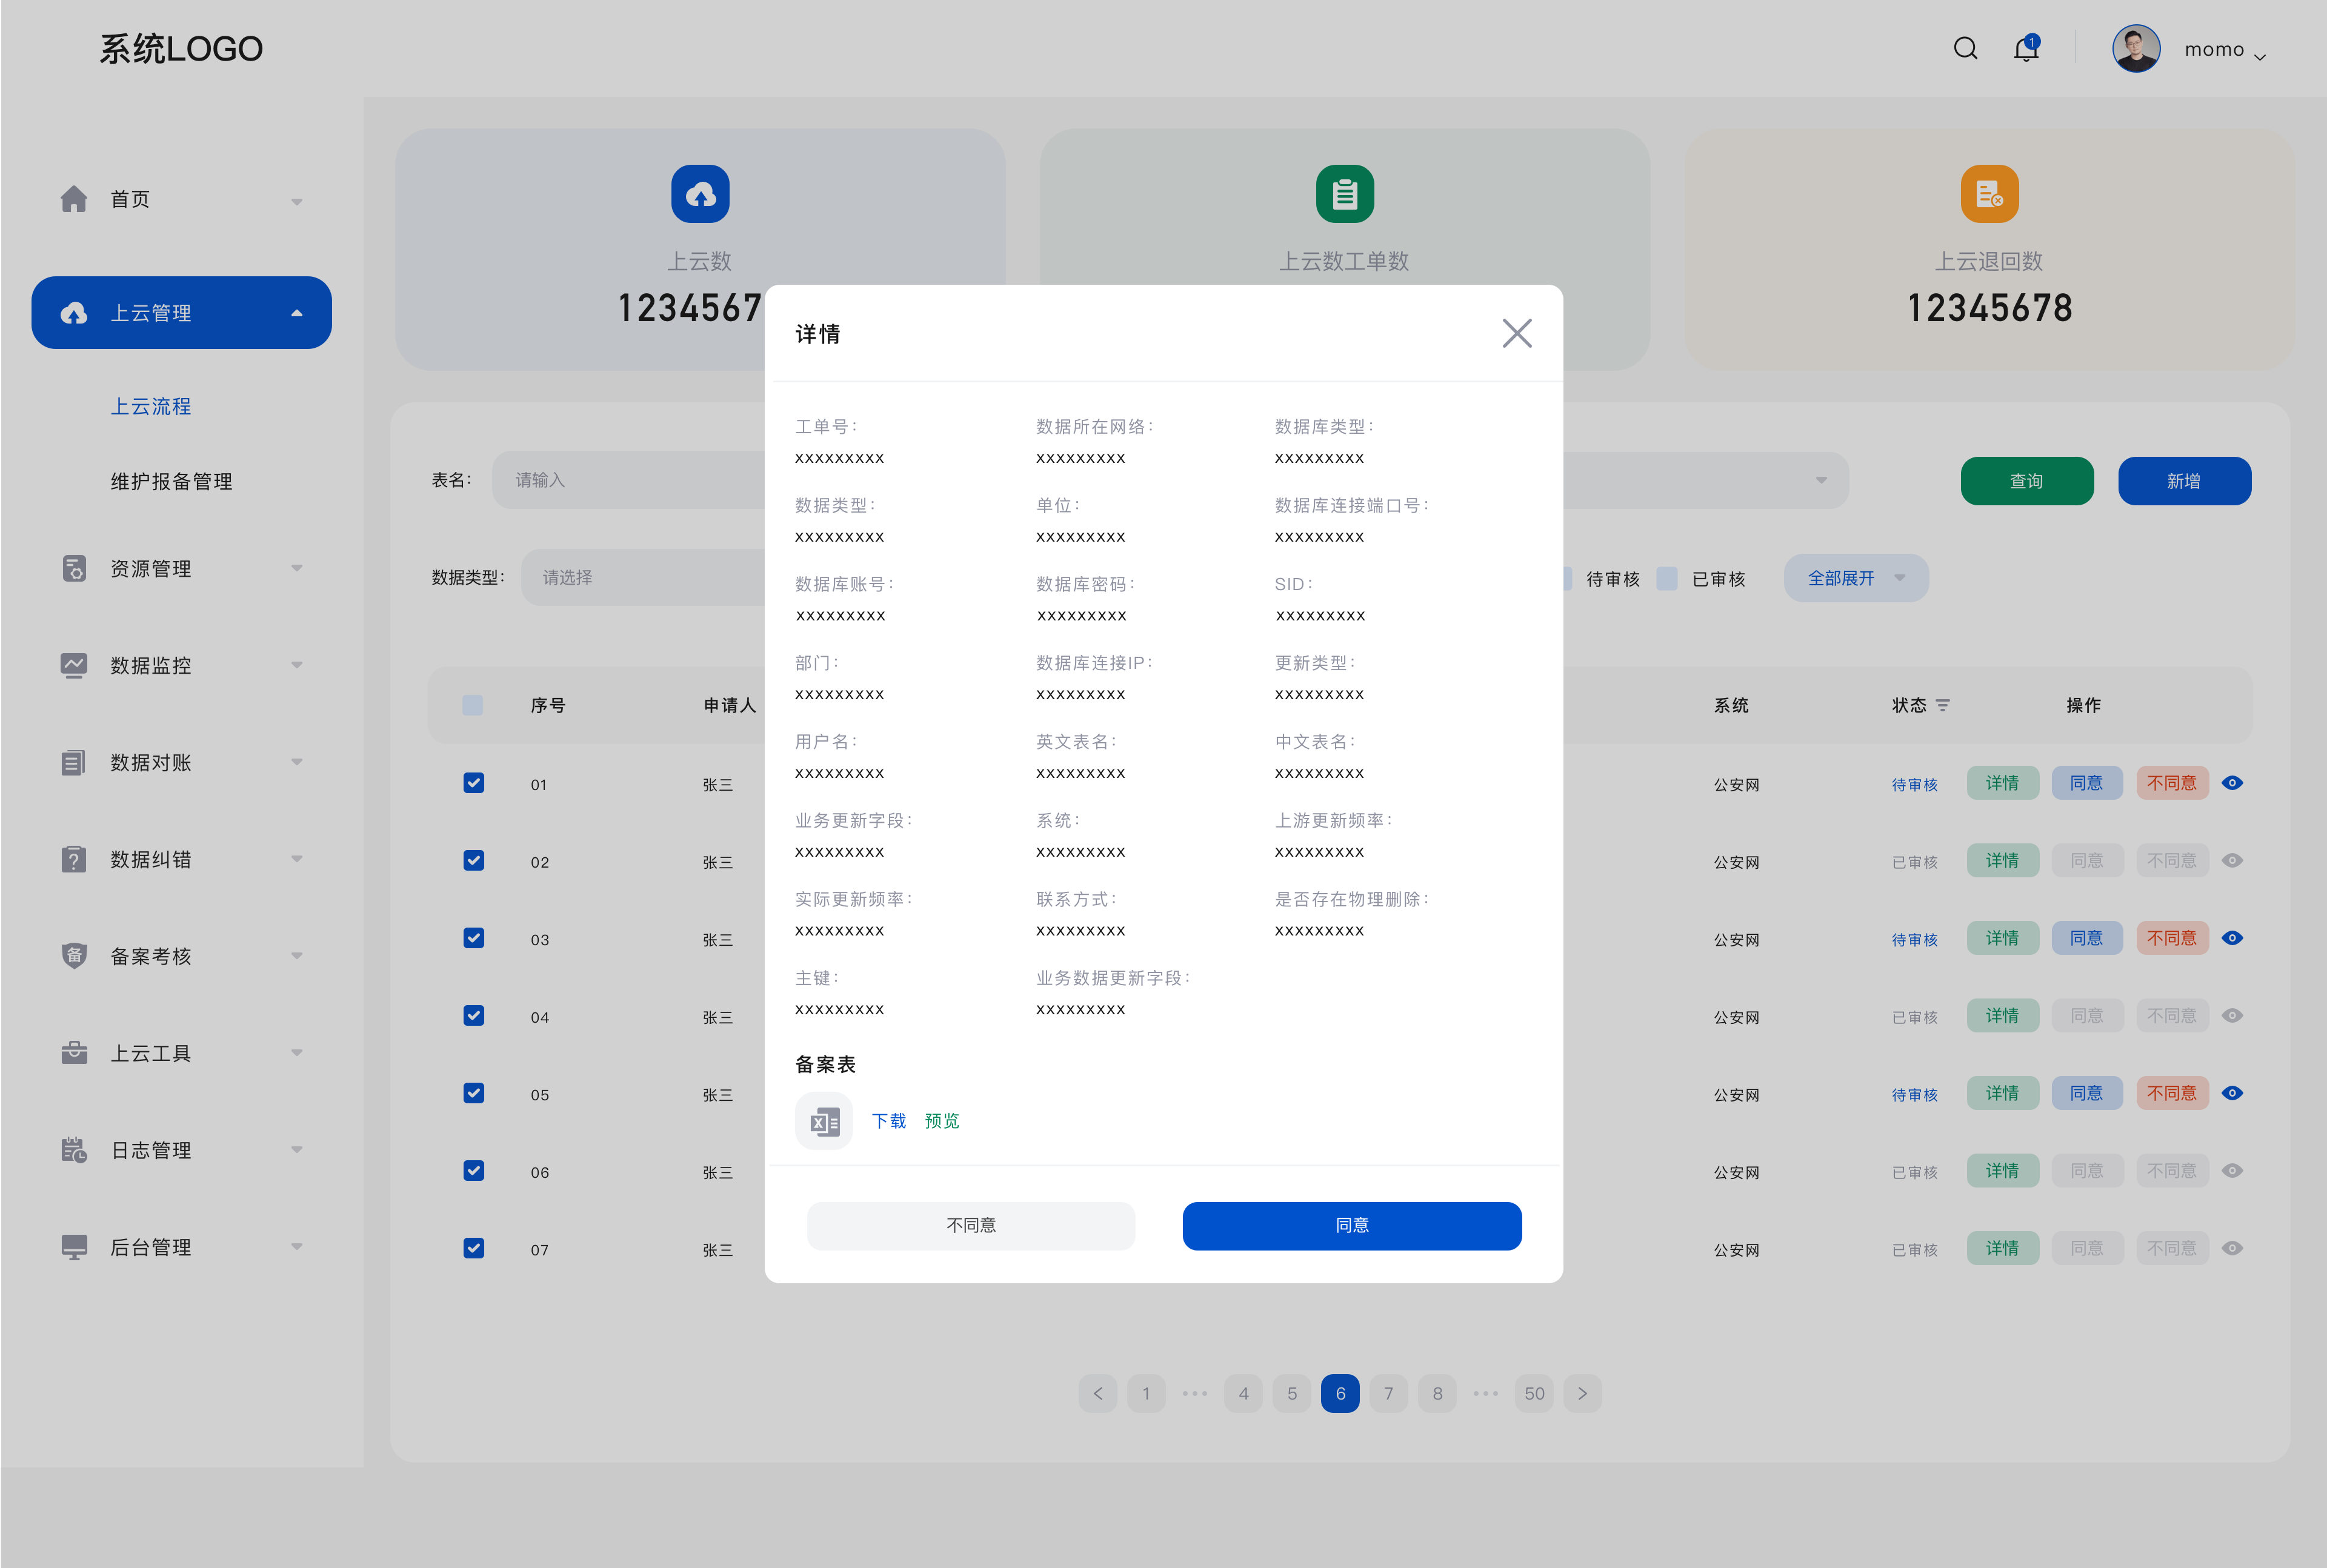 系统LOGO
1
momo
首页
上云管理
上云流程
维护报备管理
资源管理
数据监控
数据对账
数据纠错
备案考核
上云工具
日志管理
后台管理
上云数
1234567
上云数工单数
上云退回数
12345678
表名：
请输入
查询
新增
数据类型：
请选择
待审核
已审核
全部展开
序号
申请人
系统
状态
操作
01 张三 公安网 待审核 详情 同意 不同意
02 张三 公安网 已审核 详情 同意 不同意
03 张三 公安网 待审核 详情 同意 不同意
04 张三 公安网 已审核 详情 同意 不同意
05 张三 公安网 待审核 详情 同意 不同意
06 张三 公安网 已审核 详情 同意 不同意
07 张三 公安网 已审核 详情 同意 不同意
详情
工单号： 数据所在网络： 数据库类型：
xxxxxxxxx xxxxxxxxx xxxxxxxxx
数据类型： 单位： 数据库连接端口号：
xxxxxxxxx xxxxxxxxx xxxxxxxxx
数据库账号： 数据库密码： SID：
xxxxxxxxx xxxxxxxxx xxxxxxxxx
部门： 数据库连接IP： 更新类型：
xxxxxxxxx xxxxxxxxx xxxxxxxxx
用户名： 英文表名： 中文表名：
xxxxxxxxx xxxxxxxxx xxxxxxxxx
业务更新字段： 系统： 上游更新频率：
xxxxxxxxx xxxxxxxxx xxxxxxxxx
实际更新频率： 联系方式： 是否存在物理删除：
xxxxxxxxx xxxxxxxxx xxxxxxxxx
主键： 业务数据更新字段：
xxxxxxxxx xxxxxxxxx
备案表
下载 预览
不同意 同意
1 ••• 4 5 6 7 8 ••• 50